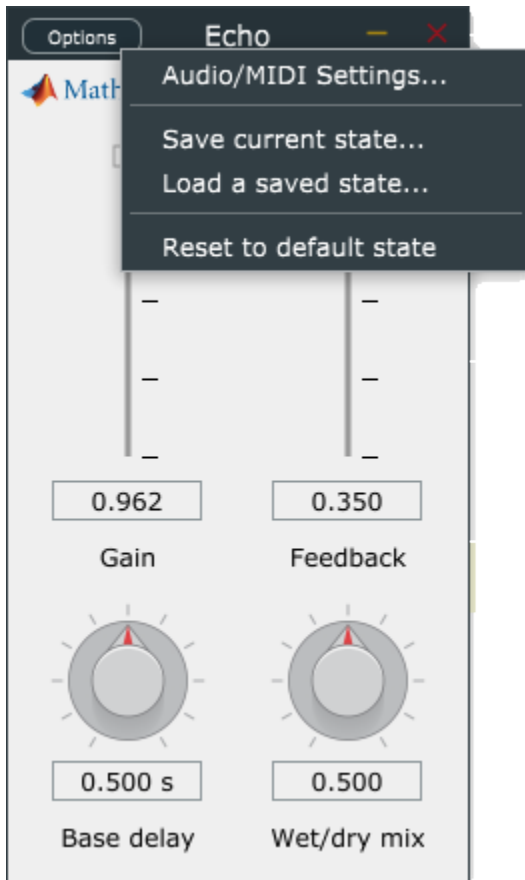 Options
Echo
Audio/MIDI Settings...
Save current state...
Load a saved state...
Reset to default state
0.962
0.350
Gain
Feedback
0.500 s
0.500
Base delay
Wet/dry mix